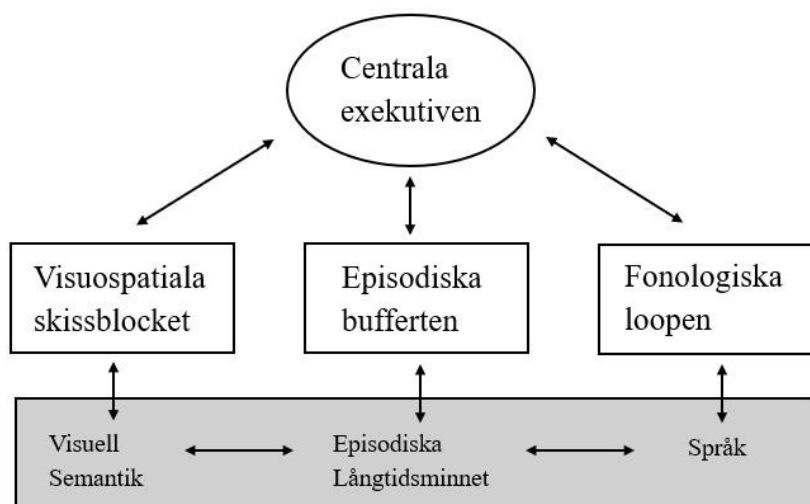 Centrala
exekutiven
Visuospatiala
skissblocket
Episodiska
bufferten
Fonologiska
loopen
Visuell
Semantik
Episodiska
Långtidsminnet
Språk